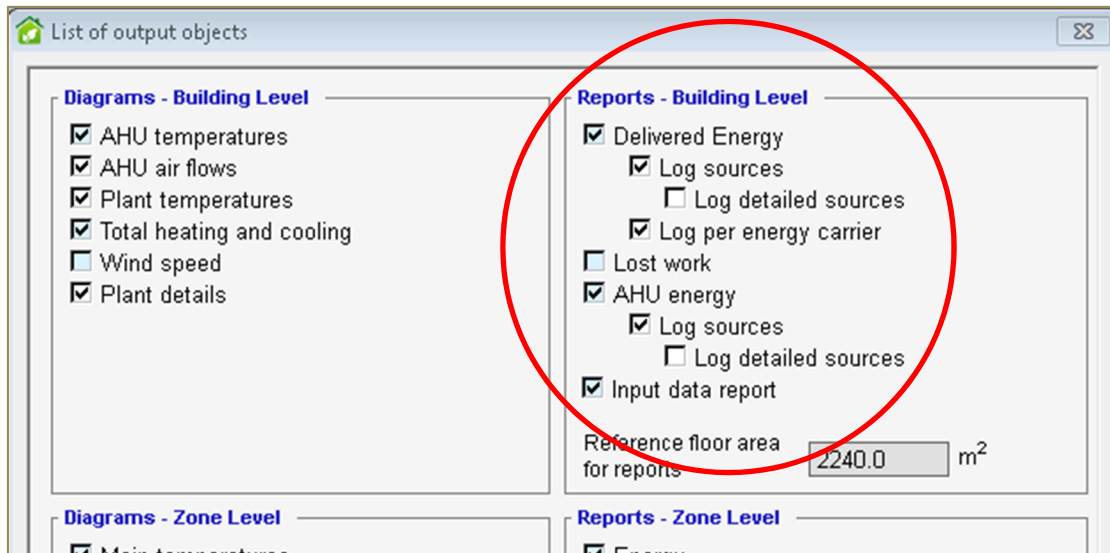 List of output objects
Diagrams - Building Level
AHU temperatures
AHU air flows
Plant temperatures
Total heating and cooling
Wind speed
Plant details
Reports - Building Level
Delivered Energy
Log sources
Log detailed sources
Log per energy carrier
Lost work
AHU energy
Log sources
Log detailed sources
Input data report
Reference floor area
for reports
2240.0 m²
Diagrams - Zone Level
Main temperatures
Reports - Zone Level
Energy